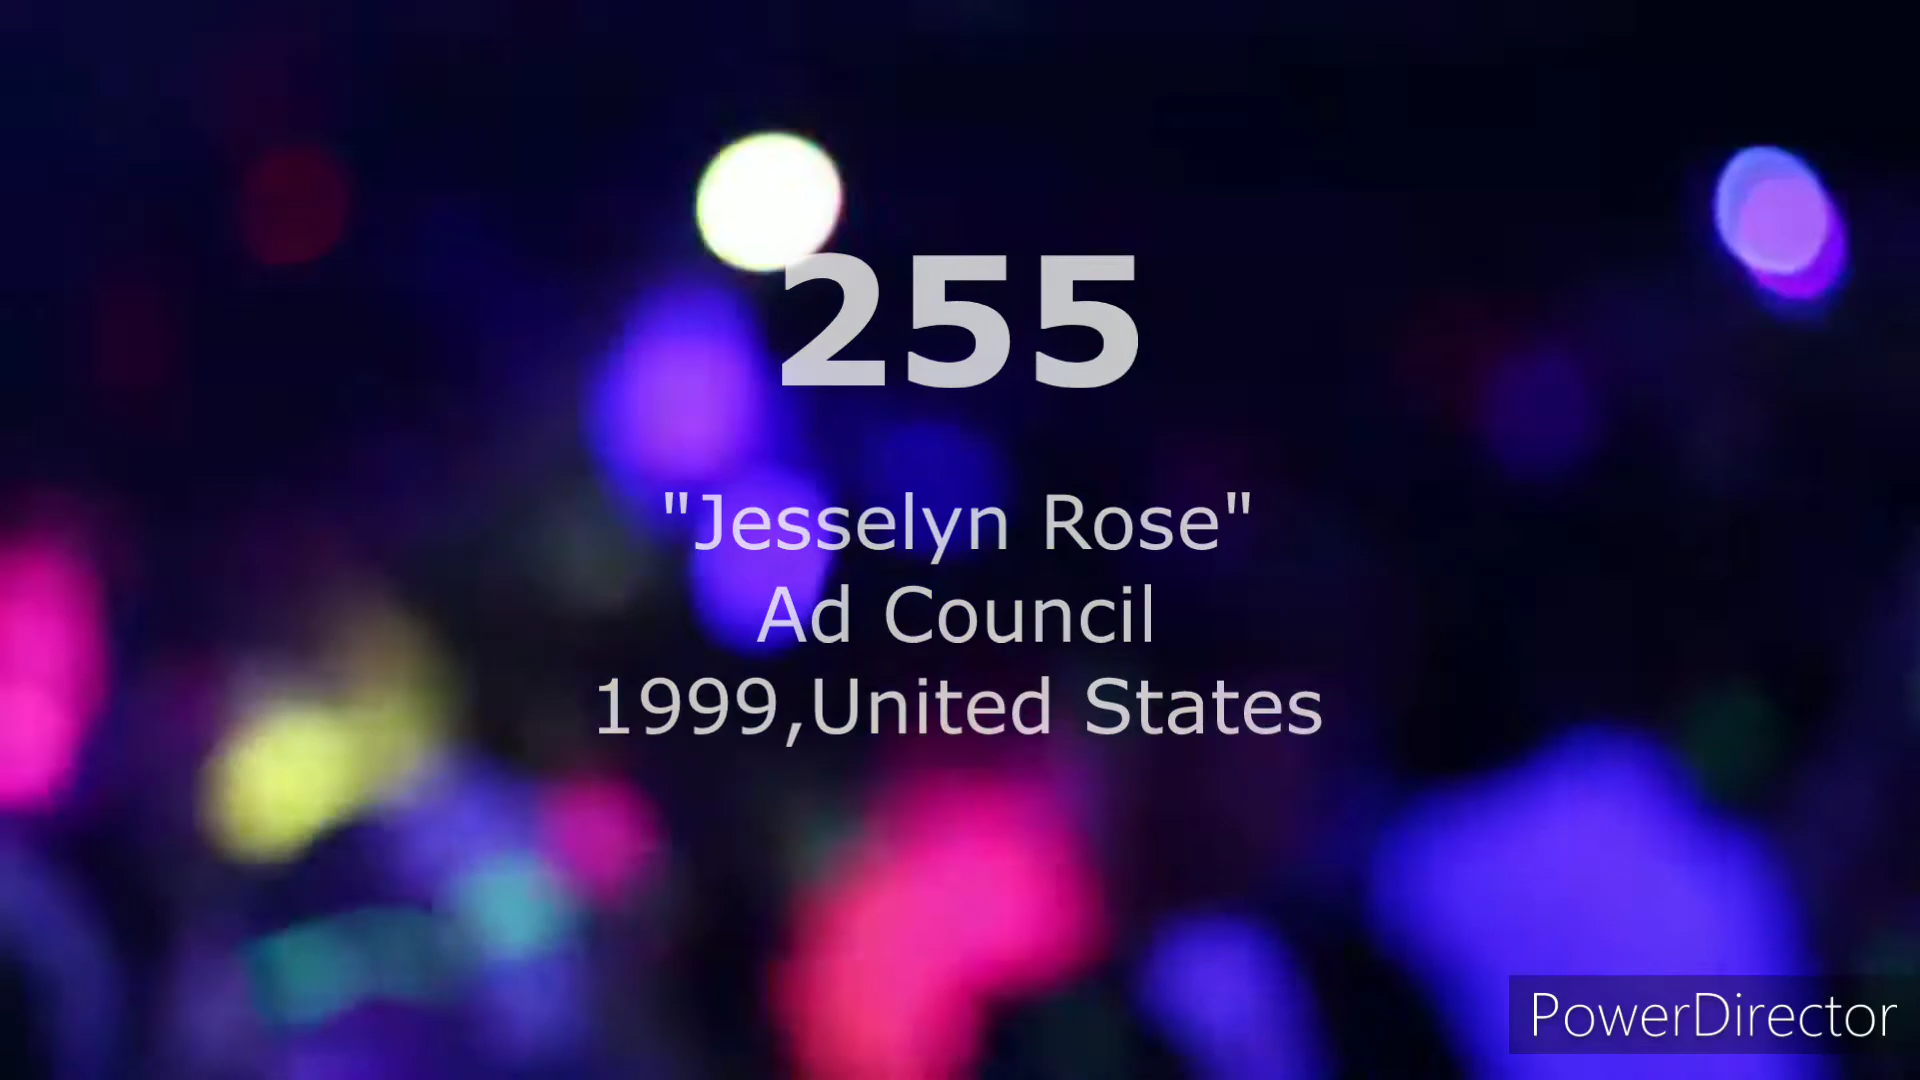 255
"Jesselyn Rose"
Ad Council
1999,United States
PowerDirector